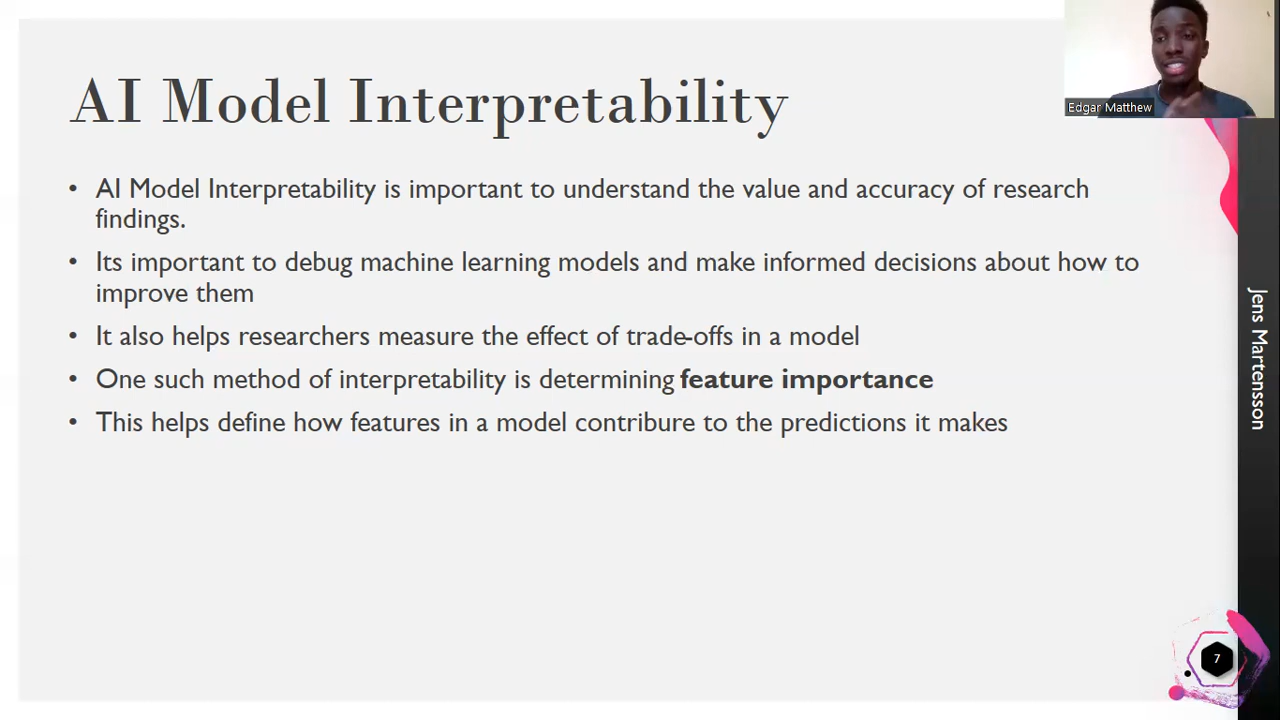 AI Model Interpretability
Edgar Matthew
• AI Model Interpretability is important to understand the value and accuracy of research
findings.
• Its important to debug machine learning models and make informed decisions about how to
improve them
• It also helps researchers measure the effect of trade-offs in a model
• One such method of interpretability is determining feature importance
• This helps define how features in a model contribure to the predictions it makes
Jens Martensson
7